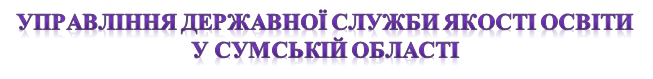 УПРАВЛІННЯ ДЕРЖАВНОЇ СЛУЖБИ ЯКОСТІ ОСВІТИ
У СУМСЬКІЙ ОБЛАСТІ